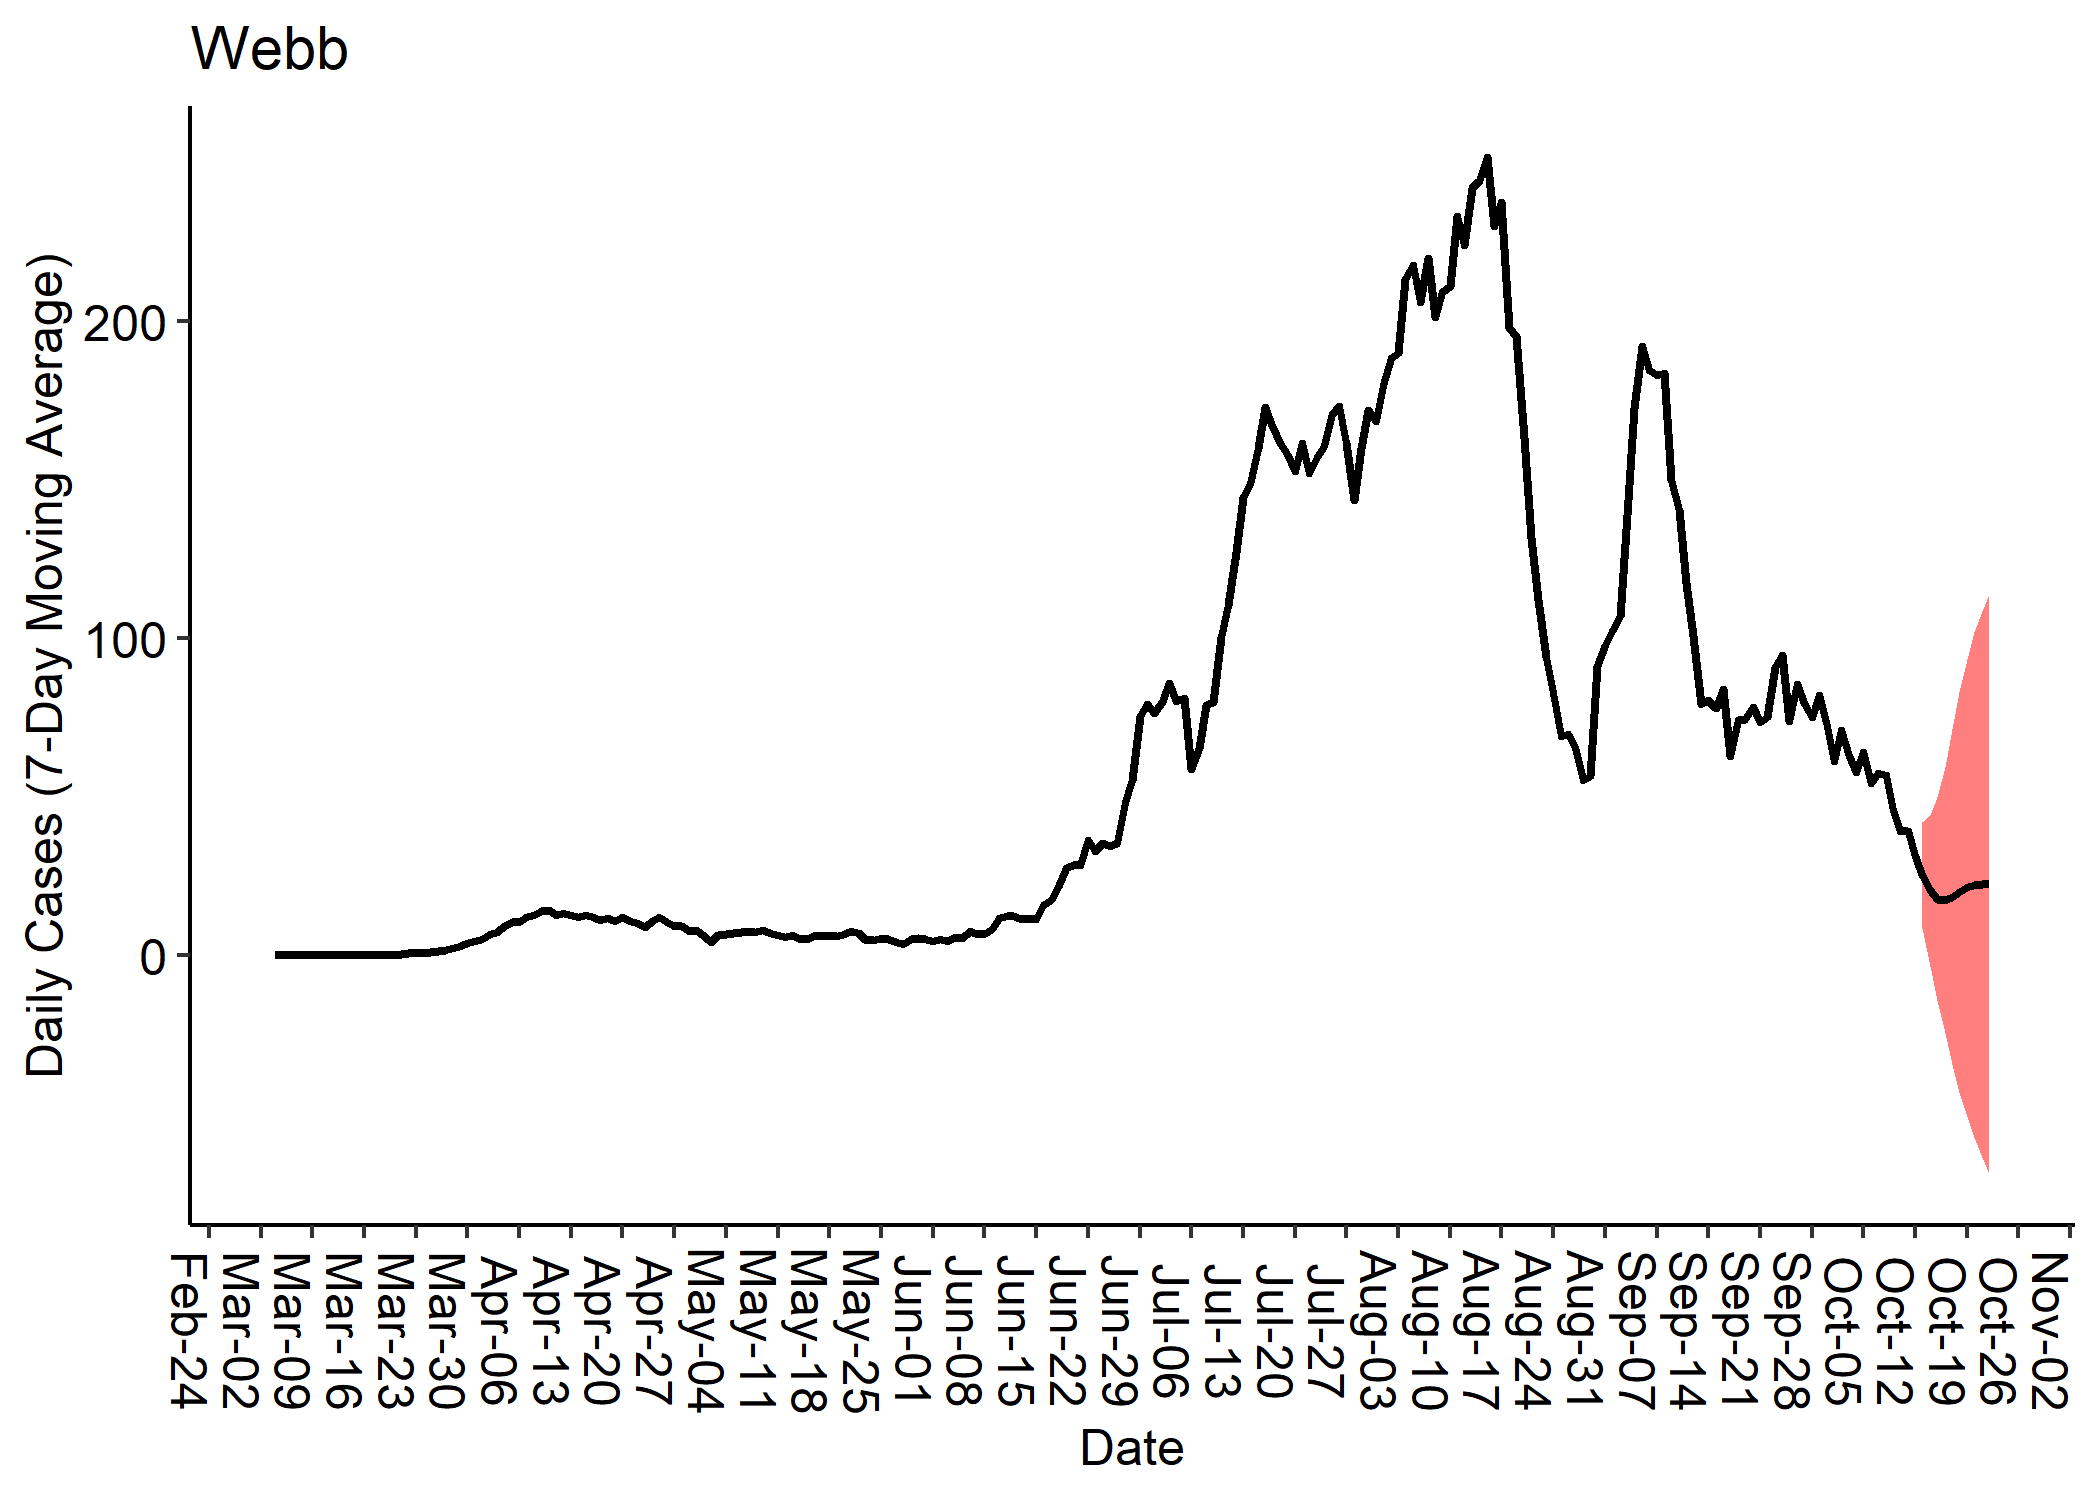 Webb
Daily Cases (7-Day Moving Average)
200
100
0
Feb-24
Mar-02
Mar-09
Mar-16
Mar-23
Mar-30
Apr-06
Apr-13
Apr-20
Apr-27
May-04
May-11
May-18
May-25
Jun-01
Jun-08
Jun-15
Jun-22
Jun-29
Jul-06
Jul-13
Jul-20
Jul-27
Aug-03
Aug-10
Aug-17
Aug-24
Aug-31
Sep-07
Sep-14
Sep-21
Sep-28
Oct-05
Oct-12
Oct-19
Oct-26
Nov-02
Date